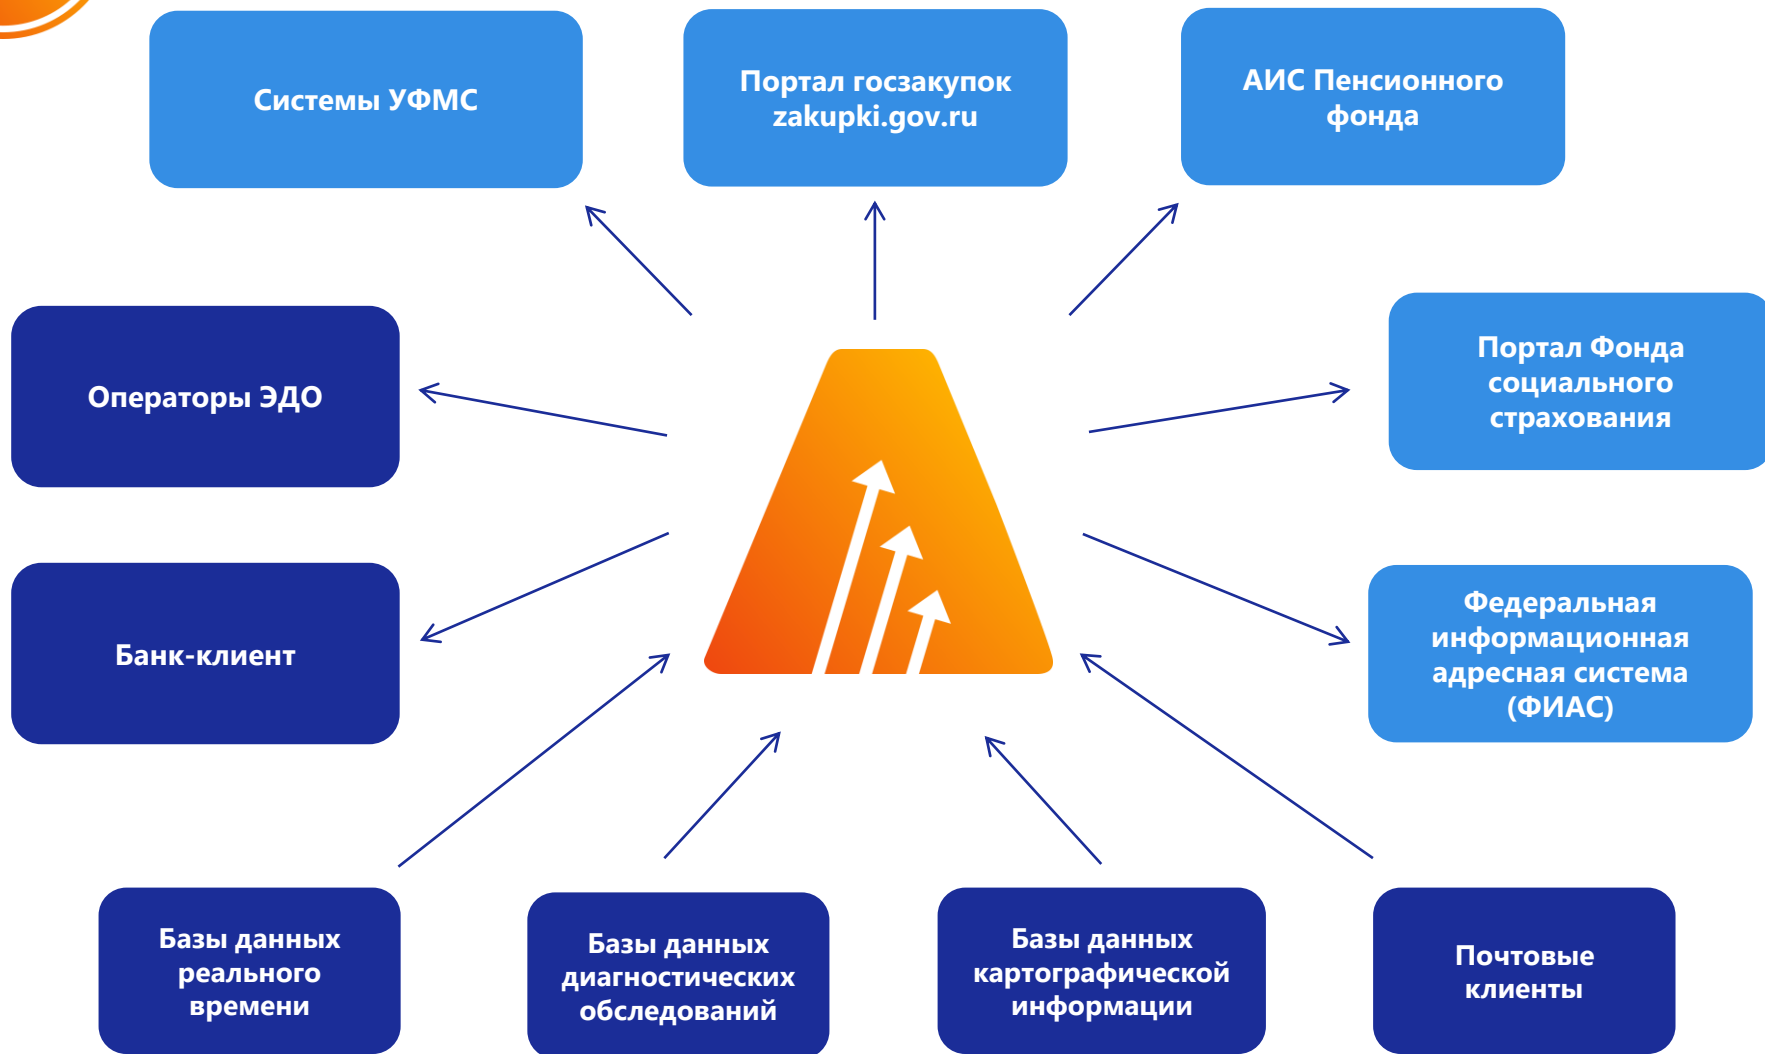 Системы УФМС
Портал госзакупок
zakupki.gov.ru
АИС Пенсионного
фонда
Операторы ЭДО
Портал Фонда
социального
страхования
Банк-клиент
Федеральная
информационная
адресная система
(ФИАС)
Базы данных
реального
времени
Базы данных
диагностических
обследований
Базы данных
картографической
информации
Почтовые
клиенты